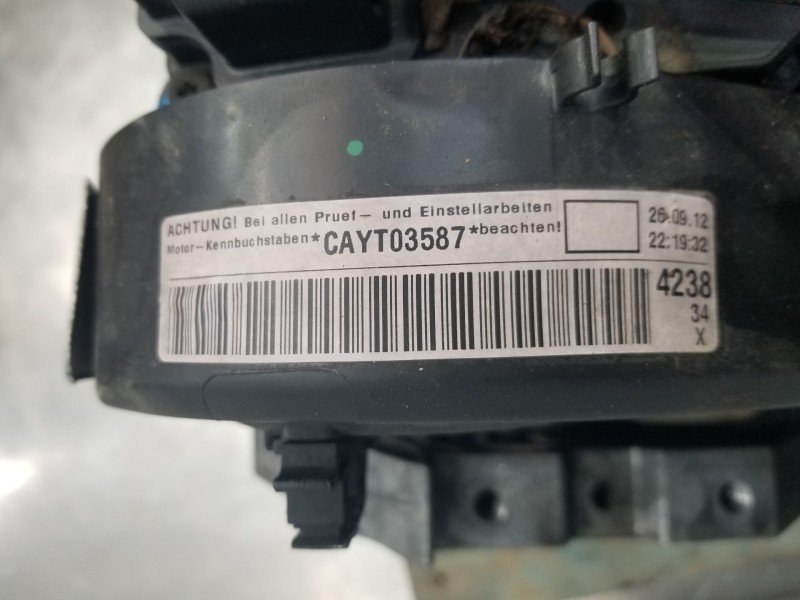 ACHTUNG! Bei allen Pruef- und Einstellarbeiten
Motor-Kennbuchstaben*CAYT03587*beachten!
26.09.12
22:19:32
4238
34
X